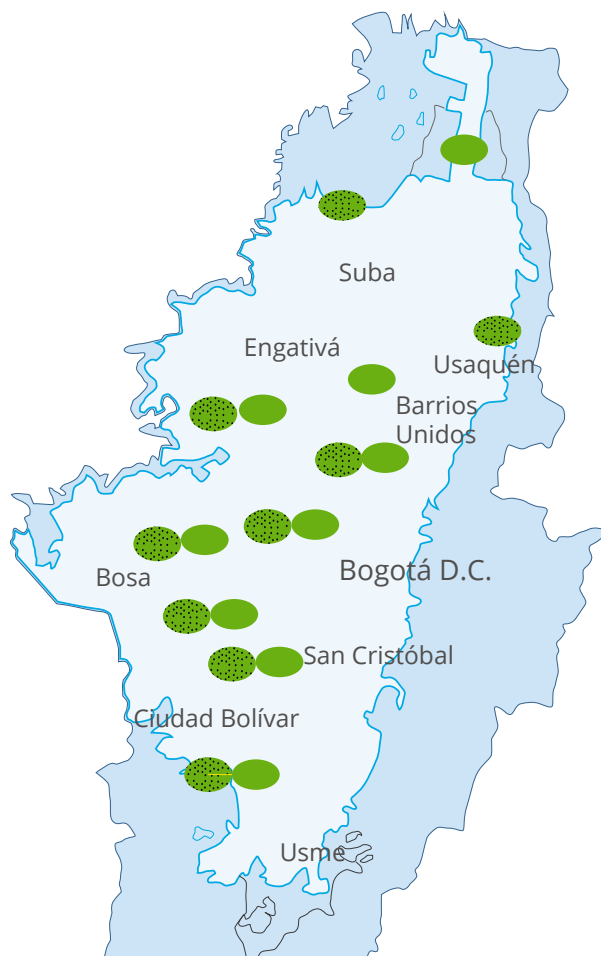 Suba
Engativá
Usaquén
Barrios
Unidos
Bogotá D.C.
Bosa
San Cristóbal
Ciudad Bolívar
Usme